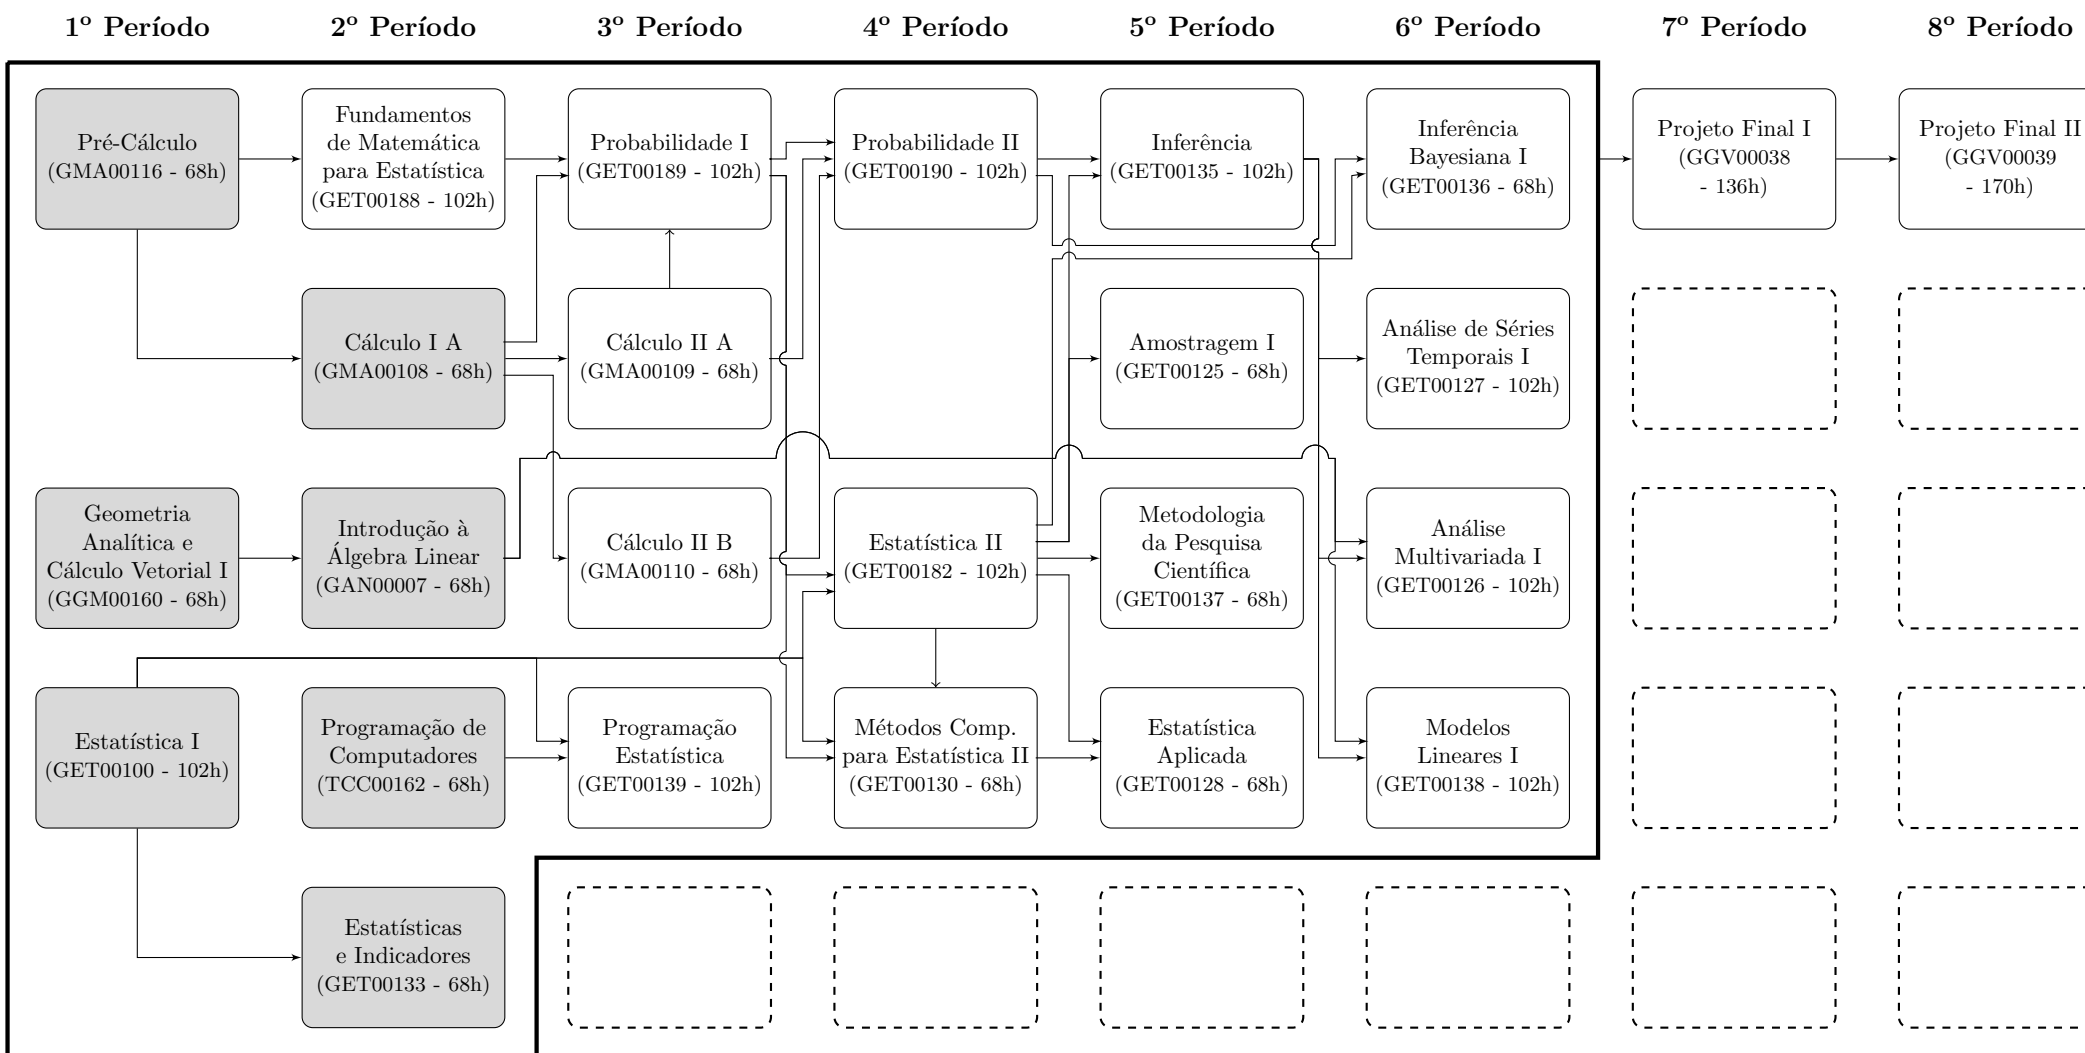 1º Período
2º Período
3º Período
4º Período
5º Período
6º Período
7º Período
8º Período
Pré-Cálculo
(GMA00116 - 68h)
Fundamentos
de Matemática
para Estatística
(GET00188 - 102h)
Probabilidade I
(GET00189 - 102h)
Probabilidade II
(GET00190 - 102h)
Inferência
(GET00135 - 102h)
Inferência
Bayesiana I
(GET00136 - 68h)
Projeto Final I
(GGV00038
- 136h)
Projeto Final II
(GGV00039
- 170h)
Cálculo I A
(GMA00108 - 68h)
Cálculo II A
(GMA00109 - 68h)
Amostragem I
(GET00125 - 68h)
Análise de Séries
Temporais I
(GET00127 - 102h)
Geometria
Analítica e
Cálculo Vetorial I
(GGM00160 - 68h)
Introdução à
Álgebra Linear
(GAN00007 - 68h)
Cálculo II B
(GMA00110 - 68h)
Estatística II
(GET00182 - 102h)
Metodologia
da Pesquisa
Científica
(GET00137 - 68h)
Análise
Multivariada I
(GET00126 - 102h)
Estatística I
(GET00100 - 102h)
Programação de
Computadores
(TCC00162 - 68h)
Programação
Estatística
(GET00139 - 102h)
Métodos Comp.
para Estatística II
(GET00130 - 68h)
Estatística
Aplicada
(GET00128 - 68h)
Modelos
Lineares I
(GET00138 - 102h)
Estatísticas
e Indicadores
(GET00133 - 68h)